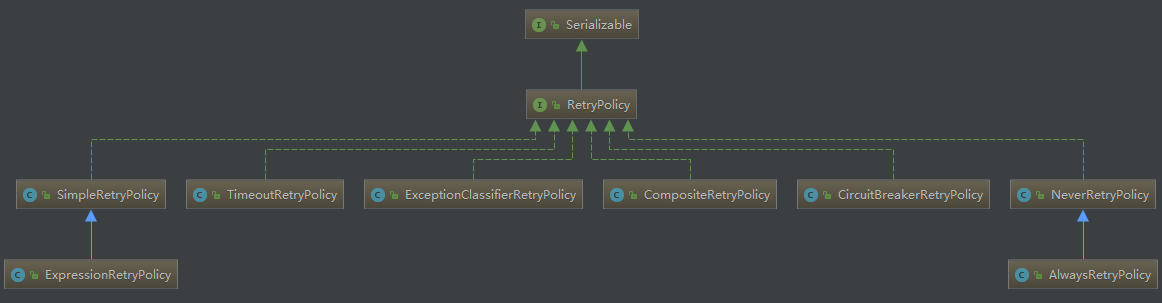 Serializable
RetryPolicy
SimpleRetryPolicy
TimeoutRetryPolicy
ExceptionClassifierRetryPolicy
CompositeRetryPolicy
CircuitBreakerRetryPolicy
NeverRetryPolicy
ExpressionRetryPolicy
AlwaysRetryPolicy